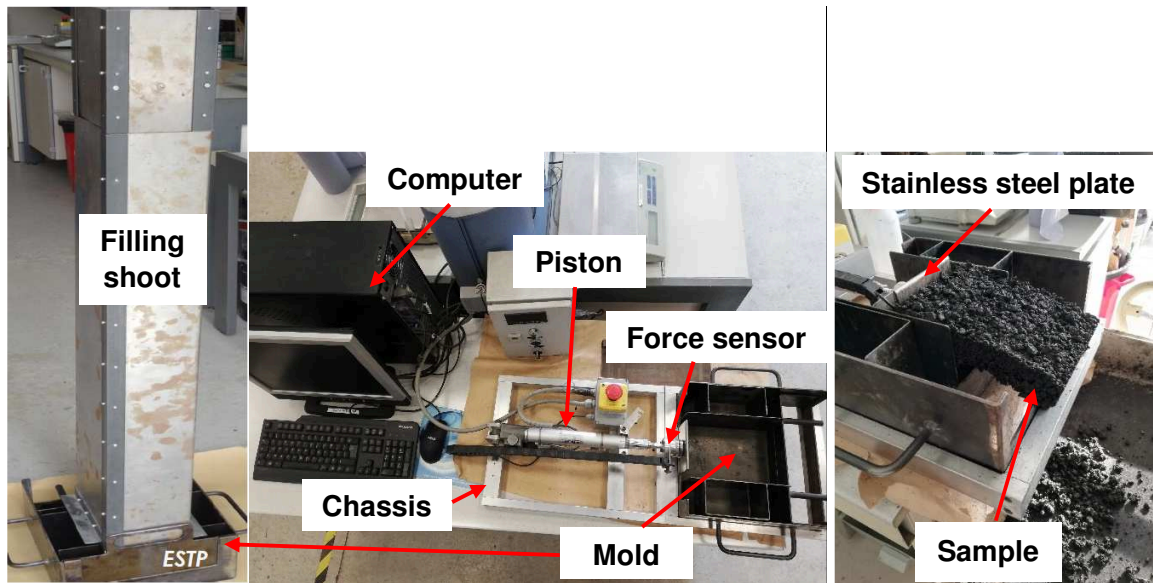 Filling
shoot
ESTP
Computer
Piston
Force sensor
Chassis
Mold
Stainless steel plate
Sample